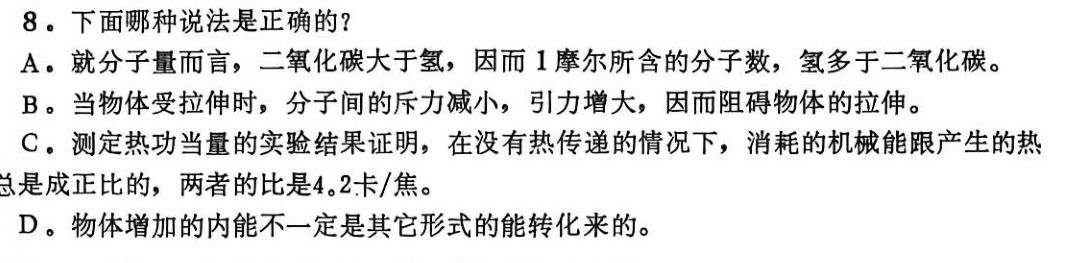 8。下面哪种说法是正确的?
A。就分子量而言，二氧化碳大于氢，因而1摩尔所含的分子数，氢多于二氧化碳。
B。当物体受拉伸时，分子间的斥力减小，引力增大，因而阻碍物体的拉伸。
C。测定热功当量的实验结果证明，在没有热传递的情况下，消耗的机械能跟产生的热
总是成正比的，两者的比是4。2卡/焦。
D。物体增加的内能不一定是其它形式的能转化来的。